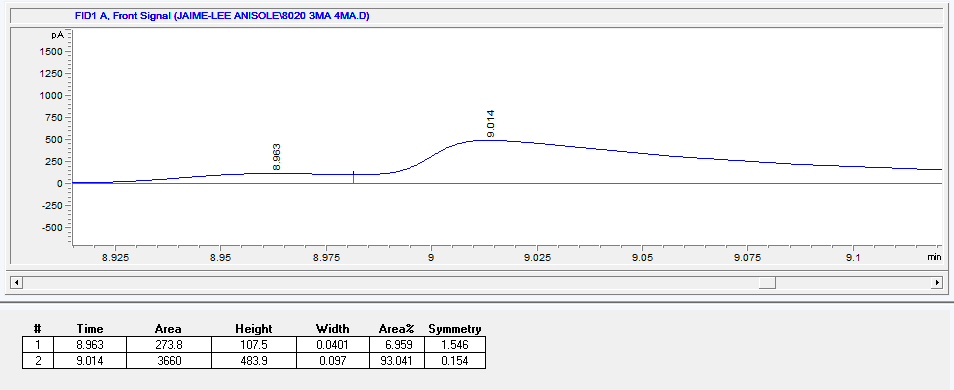 FID1 A, Front Signal (JAIME-LEE ANISOLE\8020 3MA 4MA.D)
pA
1500
1250
1000
750
500
250
0
-250
-500
8.963
9.014
8.925 8.95 8.975 9 9.025 9.05 9.075 9.1 min
# Time Area Height Width Area% Symmetry
1 8.963 273.8 107.5 0.0401 6.959 1.546
2 9.014 3660 483.9 0.097 93.041 0.154